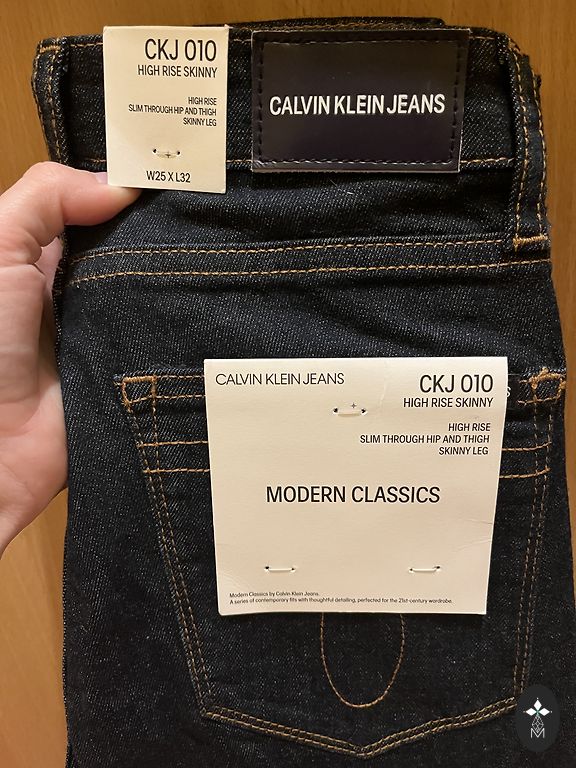 CKJ 010
HIGH RISE SKINNY
HIGH RISE
SLIM THROUGH HIP AND THIGH
SKINNY LEG
W25 X L32
CALVIN KLEIN JEANS
CALVIN KLEIN JEANS
CKJ 010
HIGH RISE SKINNY
HIGH RISE
SLIM THROUGH HIP AND THIGH
SKINNY LEG
MODERN CLASSICS
Modern Classics by Calvin Klein Jeans.
A series of contemporary fits with thoughtful detailing, perfected for the 21st-century wardrobe.